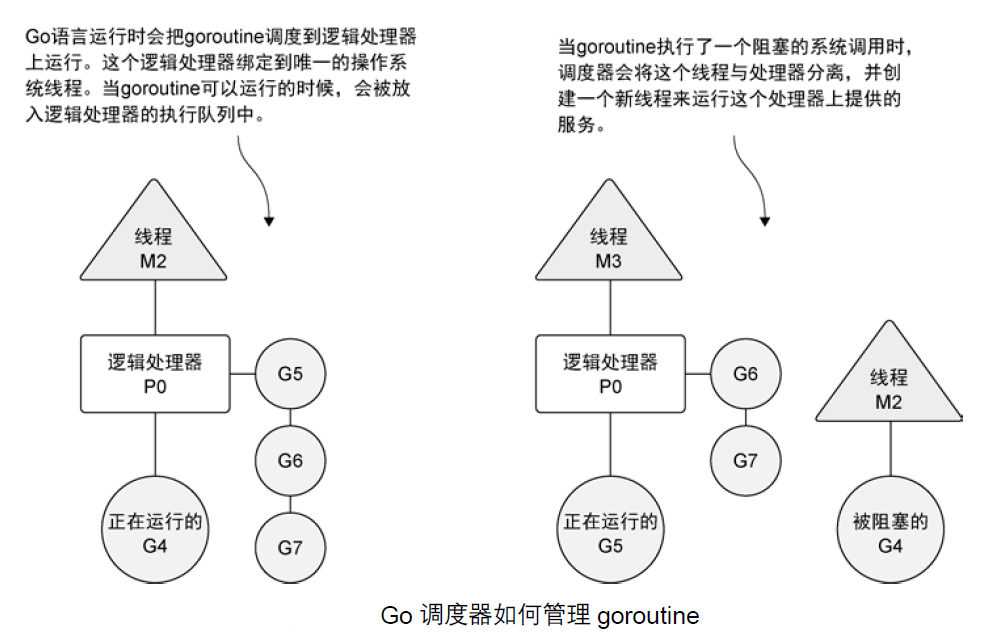 Go语言运行时会把goroutine调度到逻辑处理器
上运行。这个逻辑处理器绑定到唯一的操作系
统线程。当goroutine可以运行的时候，会被放
入逻辑处理器的执行队列中。
当goroutine执行了一个阻塞的系统调用时，
调度器会将这个线程与处理器分离，并创
建一个新线程来运行这个处理器上提供的
服务。
线程
M2
逻辑处理器
P0
G5
G6
G7
正在运行的
G4
线程
M3
逻辑处理器
P0
G6
G7
正在运行的
G5
线程
M2
被阻塞的
G4
Go 调度器如何管理 goroutine